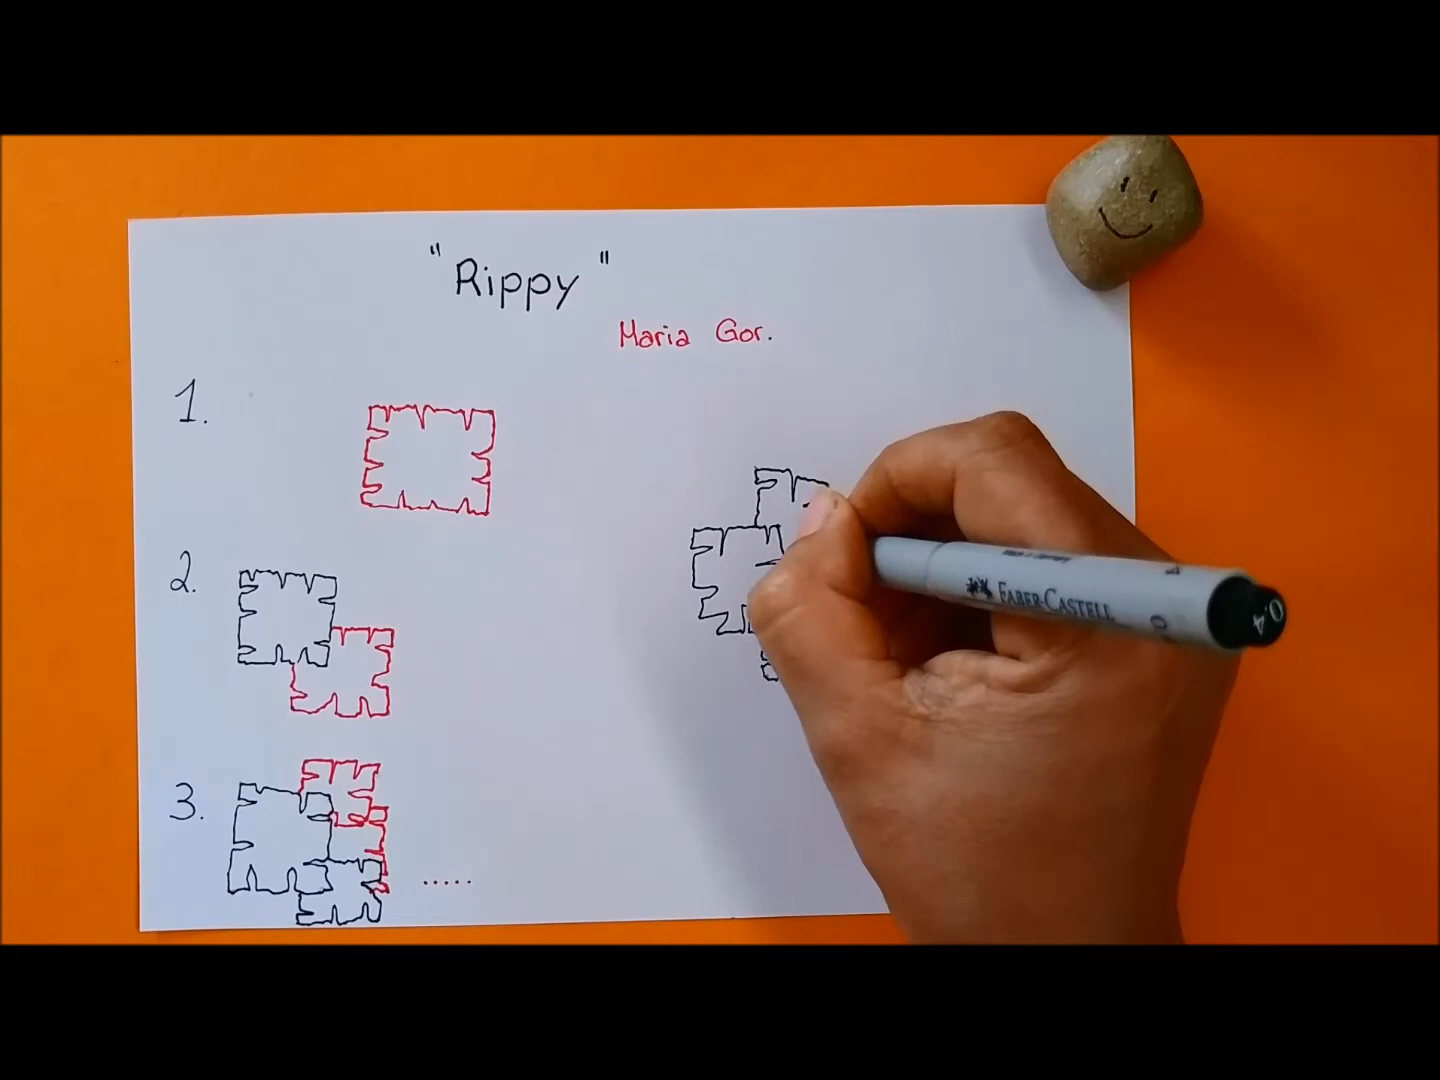 "Rippy"
Maria Gor.
1.
2.
3.
.....
FABER-CASTELL
0.4